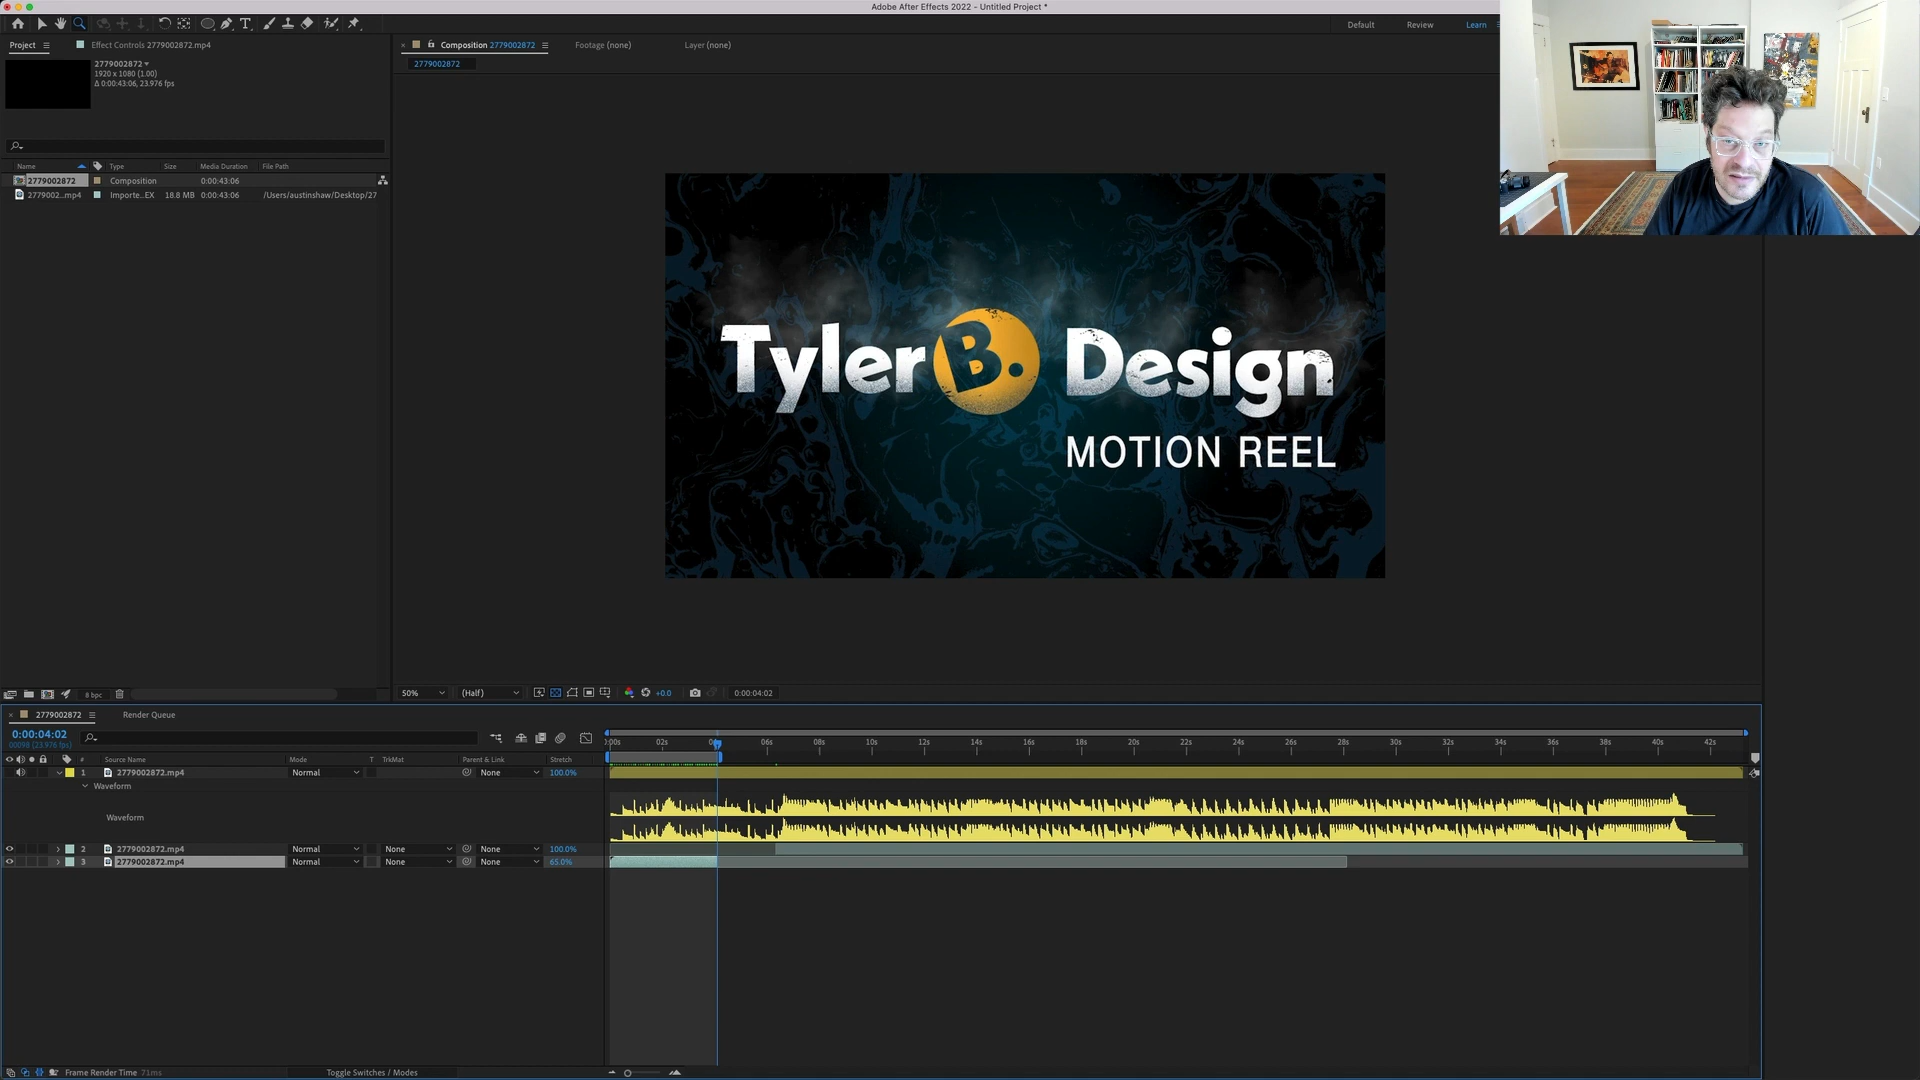 Adobe After Effects 2022 - Untitled Project *
Default Review Learn
Project Effect Controls 2779002872.mp4
2779002872
1920 x 1080 (1.00)
Δ 0:00:43:06, 23.976 fps
Name Type Size Media Duration File Path
2779002872 Composition 0:00:43:06
2779002...mp4 Importe...EX 18.8 MB 0:00:43:06 /Users/austinshaw/Desktop/27
8 bpc
Composition 2779002872 Footage (none) Layer (none)
2779002872
Tyler B. Design
MOTION REEL
50% (Half) +0.0 0:00:04:02
2779002872 Render Queue
0:00:04:02
00098 (23.976 fps)
:00s 02s 06s 08s 10s 12s 14s 16s 18s 20s 22s 24s 26s 28s 30s 32s 34s 36s 38s 40s 42s
# Source Name Mode T TrkMat Parent & Link Stretch
1 2779002872.mp4 Normal None 100.0%
Waveform
Waveform
2 2779002872.mp4 Normal None None 100.0%
3 2779002872.mp4 Normal None None 65.0%
Frame Render Time 71ms Toggle Switches / Modes